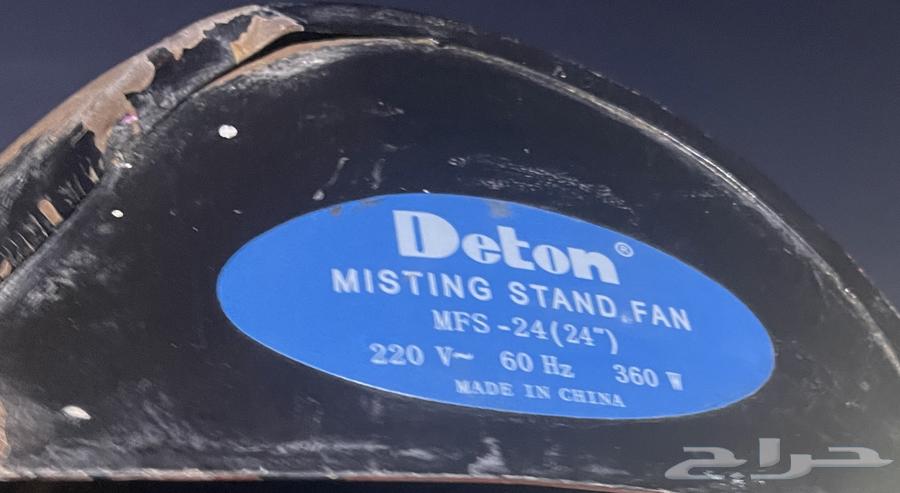 Deton®
MISTING STAND FAN
MFS-24(24")
220 V~ 60 Hz 360 W
MADE IN CHINA
حراج